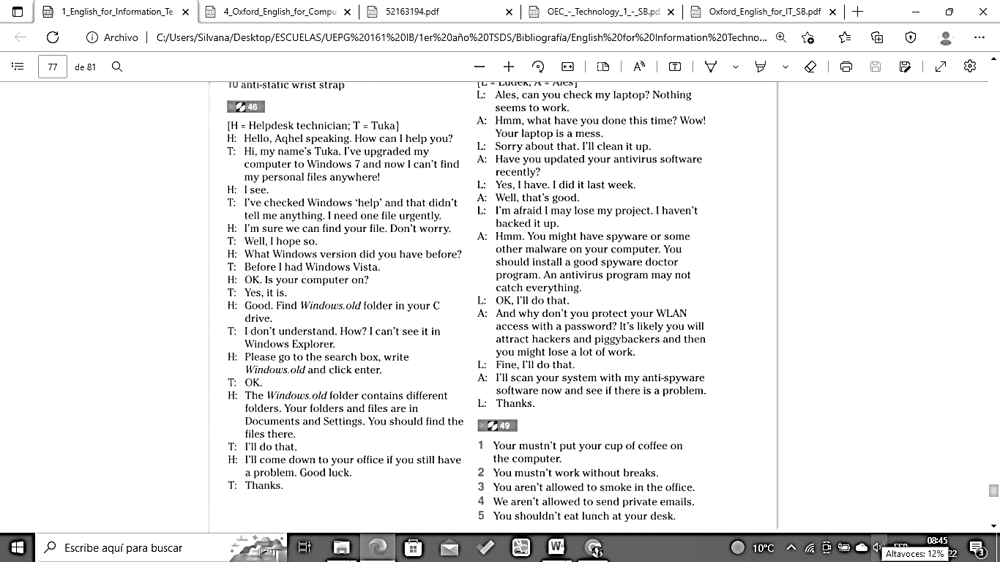 1_English_for_Information_Te
4_Oxford_English_for_Compu
52163194.pdf
OEC_-_Technology_1_-_SB.pd
Oxford_English_for_IT_SB.pdf
Archivo
C:/Users/Silvana/Desktop/ESCUELAS/UEPG%20161%20IB/1er%20año%20TSDS/Bibliografía/English%20for%20Information%20Techno...
77 de 81
10 anti-static wrist strap
46
[H = Helpdesk technician; T = Tuka]
H: Hello, Aqhel speaking. How can I help you?
T: Hi, my name's Tuka. I've upgraded my
computer to Windows 7 and now I can't find
my personal files anywhere!
H: I see.
T: I've checked Windows 'help' and that didn't
tell me anything. I need one file urgently.
H: I'm sure we can find your file. Don't worry.
T: Well, I hope so.
H: What Windows version did you have before?
T: Before I had Windows Vista.
H: OK. Is your computer on?
T: Yes, it is.
H: Good. Find Windows.old folder in your C
drive.
T: I don't understand. How? I can't see it in
Windows Explorer.
H: Please go to the search box, write
Windows.old and click enter.
T: OK.
H: The Windows.old folder contains different
folders. Your folders and files are in
Documents and Settings. You should find the
files there.
T: I'll do that.
H: I'll come down to your office if you still have
a problem. Good luck.
T: Thanks.
[L = Ludek, A = Ales]
L: Ales, can you check my laptop? Nothing
seems to work.
A: Hmm, what have you done this time? Wow!
Your laptop is a mess.
L: Sorry about that. I'll clean it up.
A: Have you updated your antivirus software
recently?
L: Yes, I have. I did it last week.
A: Well, that's good.
L: I'm afraid I may lose my project. I haven't
backed it up.
A: Hmm. You might have spyware or some
other malware on your computer. You
should install a good spyware doctor
program. An antivirus program may not
catch everything.
L: OK, I'll do that.
A: And why don't you protect your WLAN
access with a password? It's likely you will
attract hackers and piggybackers and then
you might lose a lot of work.
L: Fine, I'll do that.
A: I'll scan your system with my anti-spyware
software now and see if there is a problem.
L: Thanks.
49
1 Your mustn't put your cup of coffee on
the computer.
2 You mustn't work without breaks.
3 You aren't allowed to smoke in the office.
4 We aren't allowed to send private emails.
5 You shouldn't eat lunch at your desk.
Escribe aquí para buscar
10°C
08:45
Altavoces: 12%
22
3